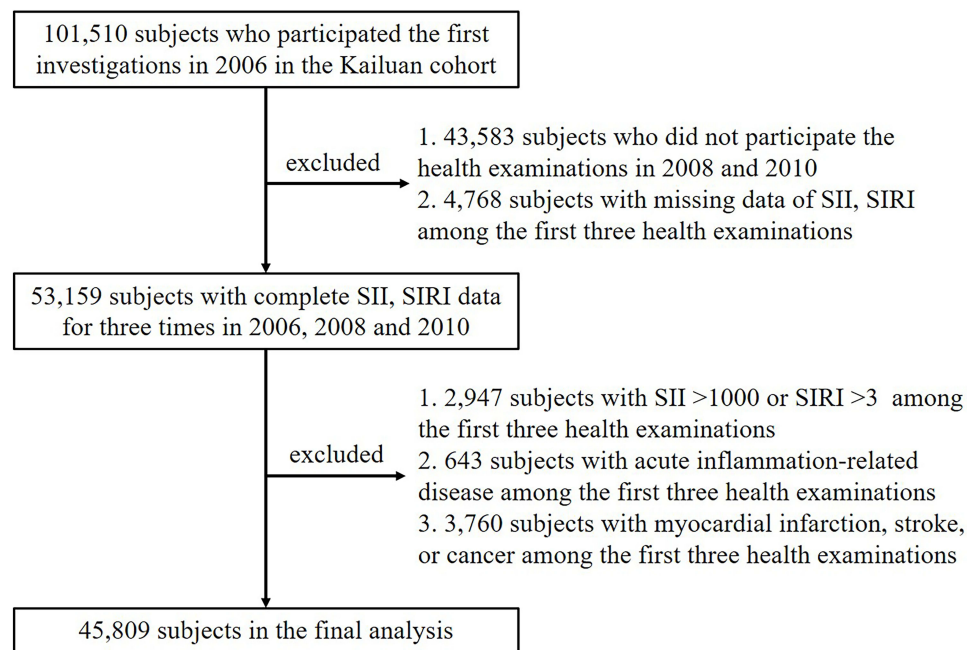 101,510 subjects who participated the first
investigations in 2006 in the Kailuan cohort
excluded
1. 43,583 subjects who did not participate the
health examinations in 2008 and 2010
2. 4,768 subjects with missing data of SII, SIRI
among the first three health examinations
53,159 subjects with complete SII, SIRI data
for three times in 2006, 2008 and 2010
excluded
1. 2,947 subjects with SII >1000 or SIRI >3 among
the first three health examinations
2. 643 subjects with acute inflammation-related
disease among the first three health examinations
3. 3,760 subjects with myocardial infarction, stroke,
or cancer among the first three health examinations
45,809 subjects in the final analysis